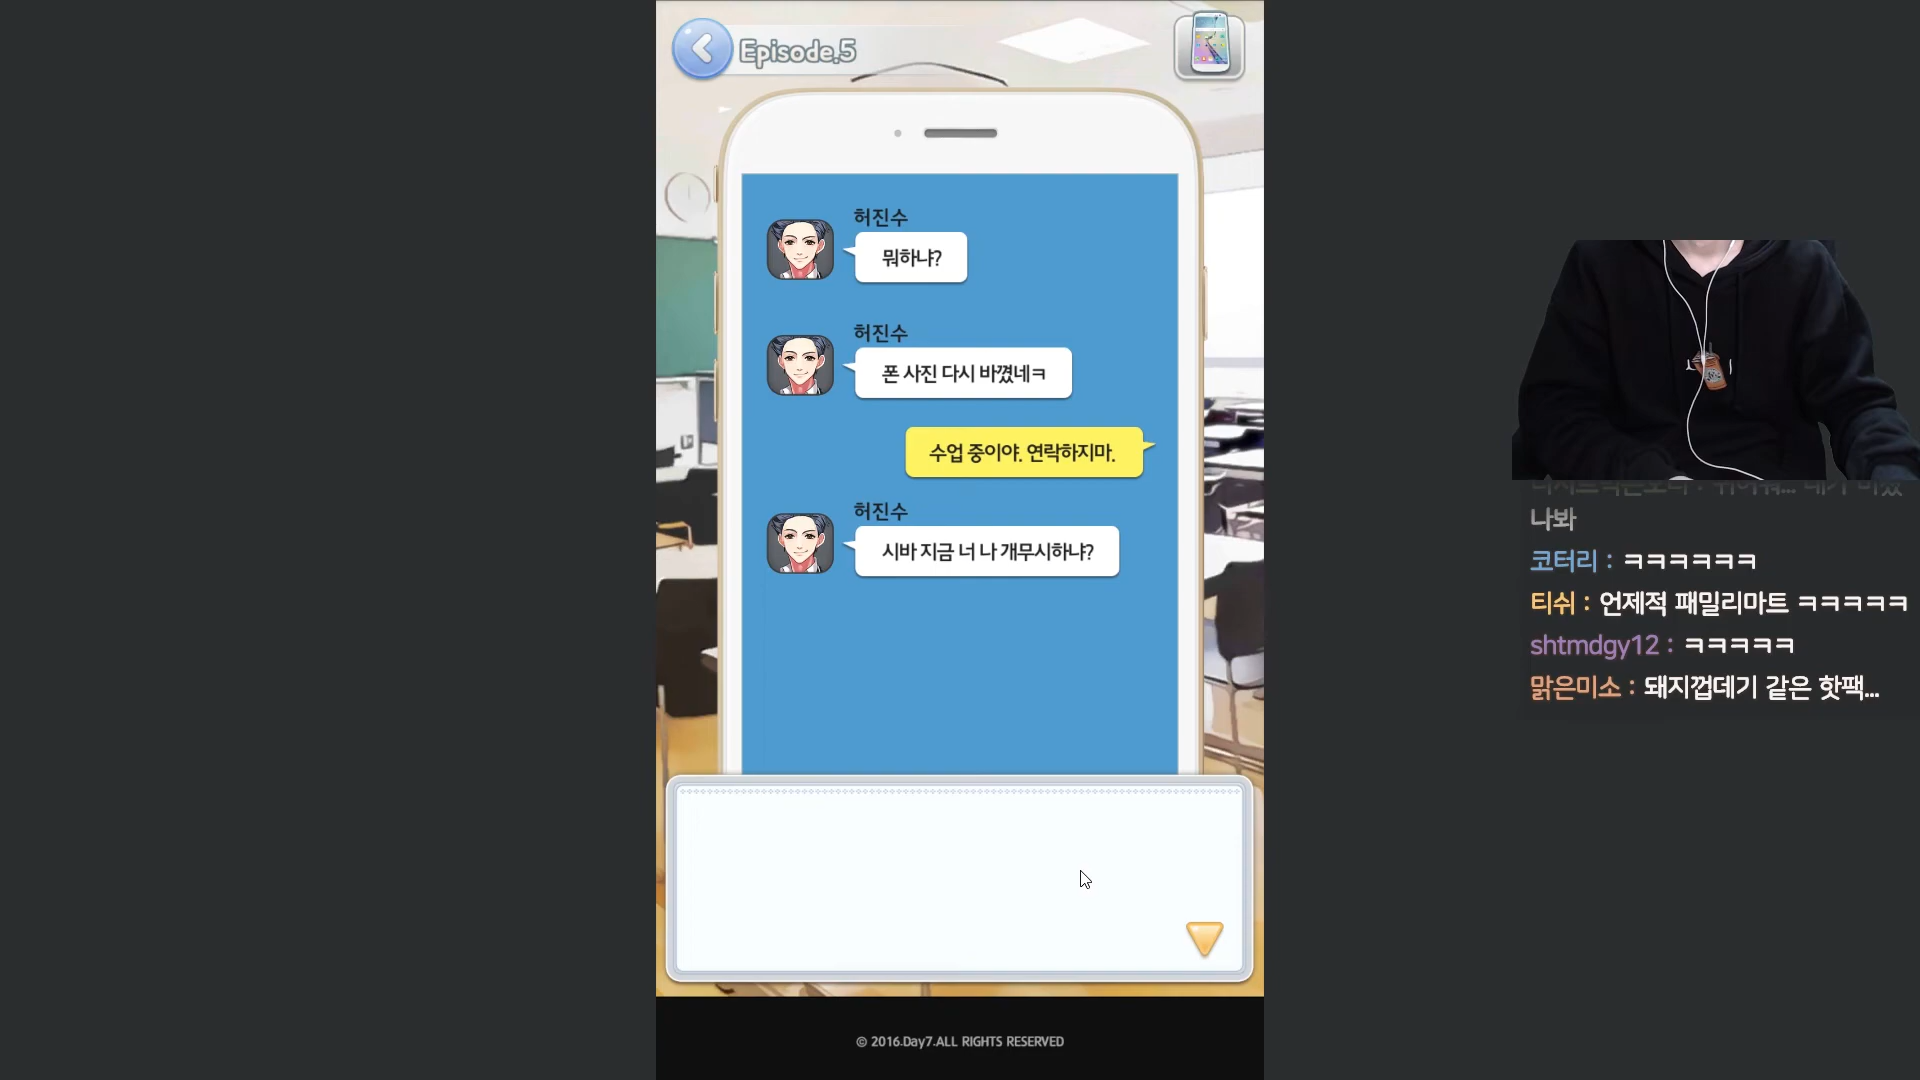 Episode.5
허진수
뭐하냐?
허진수
폰 사진 다시 바꼈네ㅋ
수업 중이야. 연락하지마.
허진수
시바 지금 너 나 개무시하냐?
나봐
코터리 : ㅋㅋㅋㅋㅋㅋ
티쉬 : 언제적 패밀리마트 ㅋㅋㅋㅋㅋ
shtmdgy12 : ㅋㅋㅋㅋㅋ
맑은미소 : 돼지껍데기 같은 핫팩...
© 2016.Day7.ALL RIGHTS RESERVED